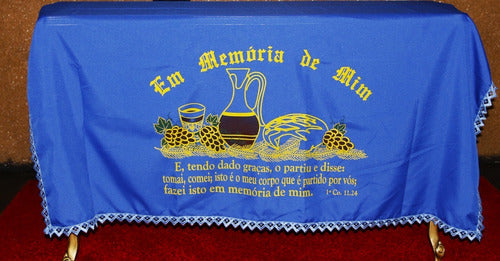 Em Memória de Mim
E, tendo dado graças, o partiu e disse:
tomai, comei; isto é o meu corpo que é partido por vós;
fazei isto em memória de mim. 1ª Co. 11.24